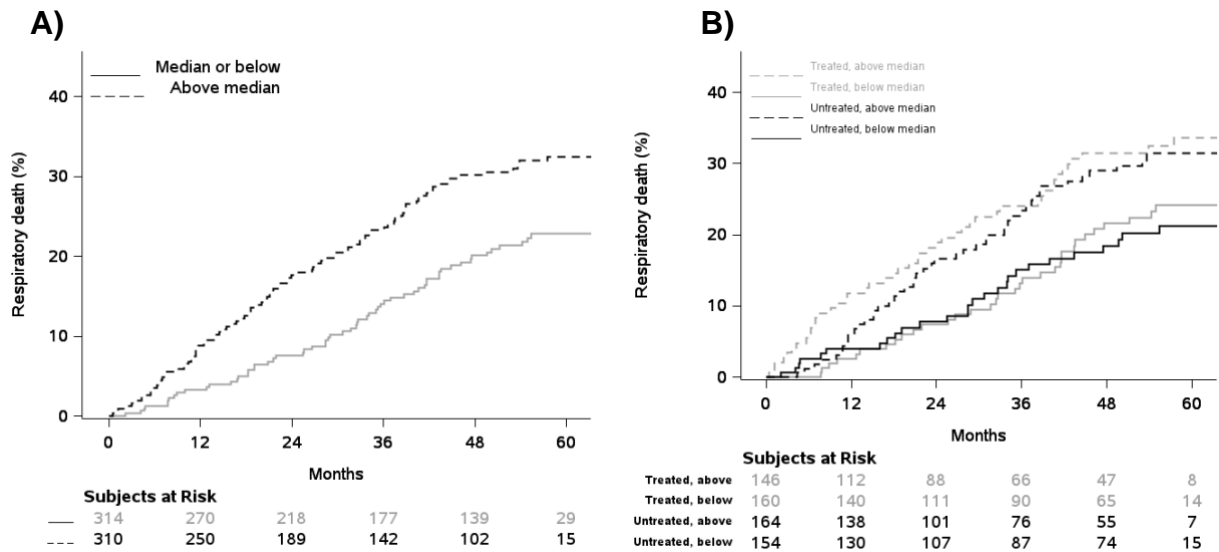 A)
Median or below
Above median
Respiratory death (%)
40
30
20
10
0
0 12 24 36 48 60
Months
Subjects at Risk
314 270 218 177 139 29
310 250 189 142 102 15
B)
Treated, above median
Treated, below median
Untreated, above median
Untreated, below median
Respiratory death (%)
40
30
20
10
0
0 12 24 36 48 60
Months
Subjects at Risk
Treated, above 146 112 88 66 47 8
Treated, below 160 140 111 90 65 14
Untreated, above 164 138 101 76 55 7
Untreated, below 154 130 107 87 74 15